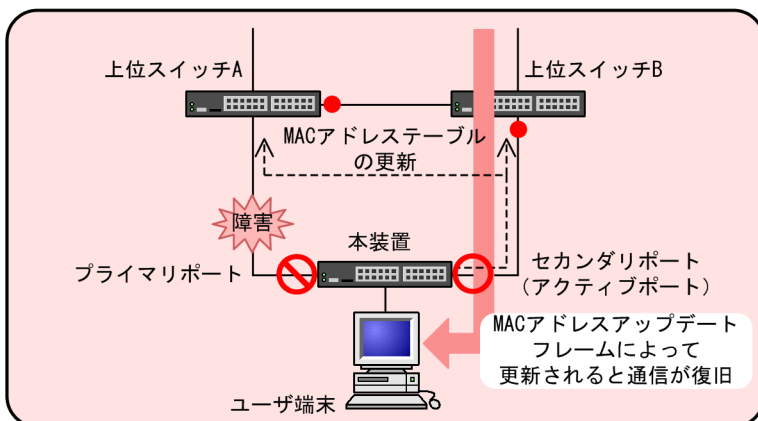 上位スイッチA
上位スイッチB
MACアドレステーブル
の更新
障害
本装置
プライマリポート
セカンダリポート
(アクティブポート)
MACアドレスアップデート
フレームによって
更新されると通信が復旧
ユーザ端末